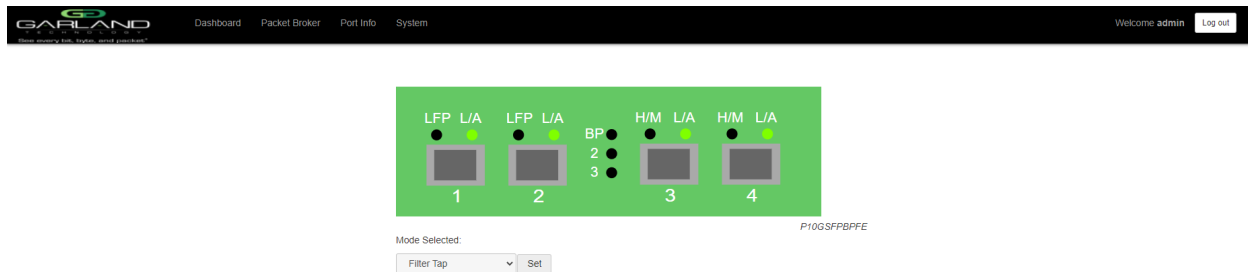 GARLAND
TECHNOLOGY
See every bit, byte, and packet®
Dashboard Packet Broker Port Info System
Welcome admin Log out
LFP L/A LFP L/A H/M L/A H/M L/A
BP
2
3
1 2 3 4
P10GSFPBPFE
Mode Selected:
Filter Tap Set